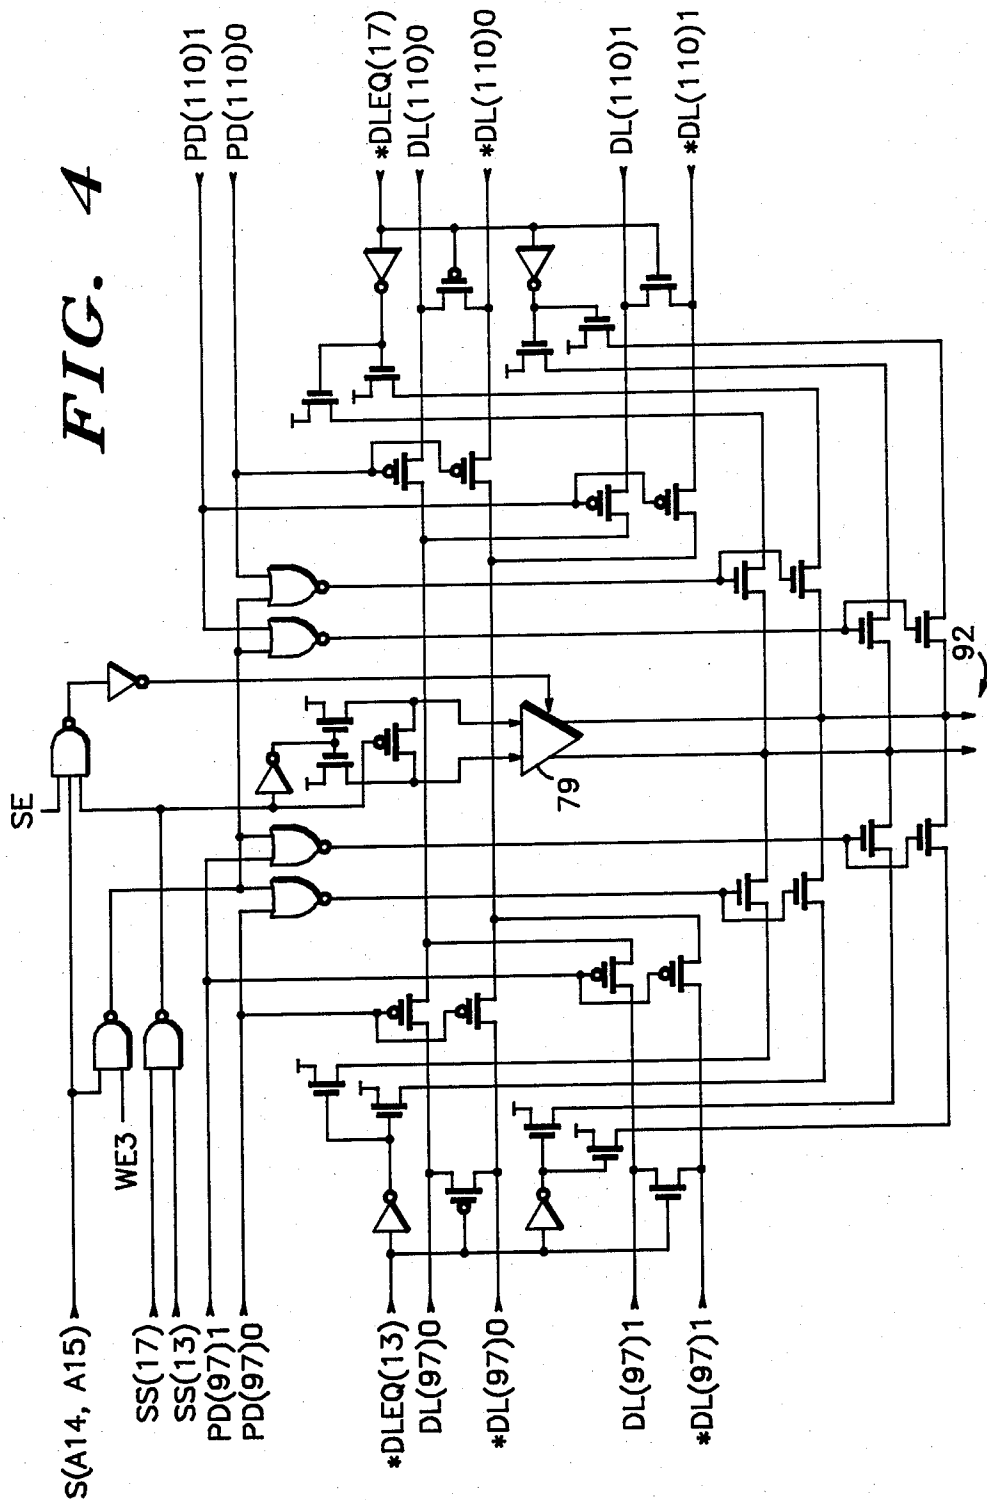 FIG. 4
SE
S(A14, A15)
WE3
SS(17)
SS(13)
PD(97)1
PD(97)0
*DLEQ(13)
DL(97)0
*DL(97)0
DL(97)1
*DL(97)1
PD(110)1
PD(110)0
*DLEQ(17)
DL(110)0
*DL(110)0
DL(110)1
*DL(110)1
79
92